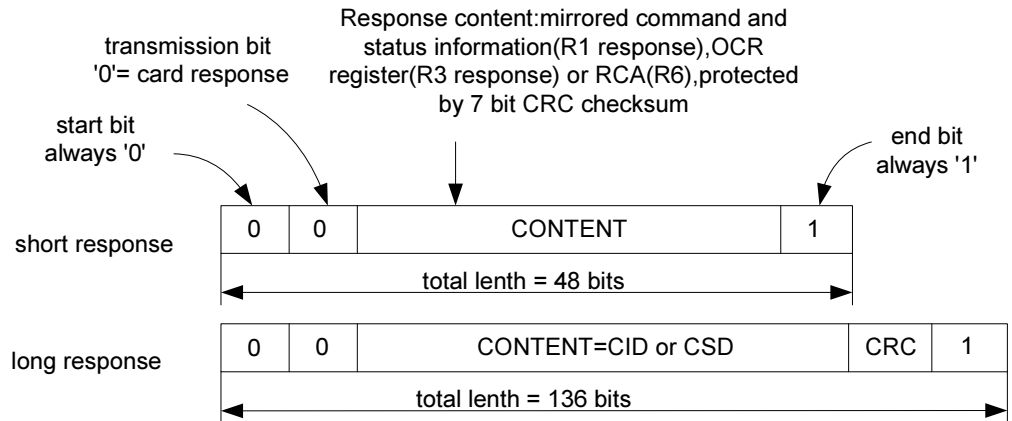 Response content:mirrored command and
status information(R1 response),OCR
register(R3 response) or RCA(R6),protected
by 7 bit CRC checksum
transmission bit
'0'= card response
start bit
always '0'
end bit
always '1'
short response
0 0 CONTENT 1
total lenth = 48 bits
long response
0 0 CONTENT=CID or CSD CRC 1
total lenth = 136 bits